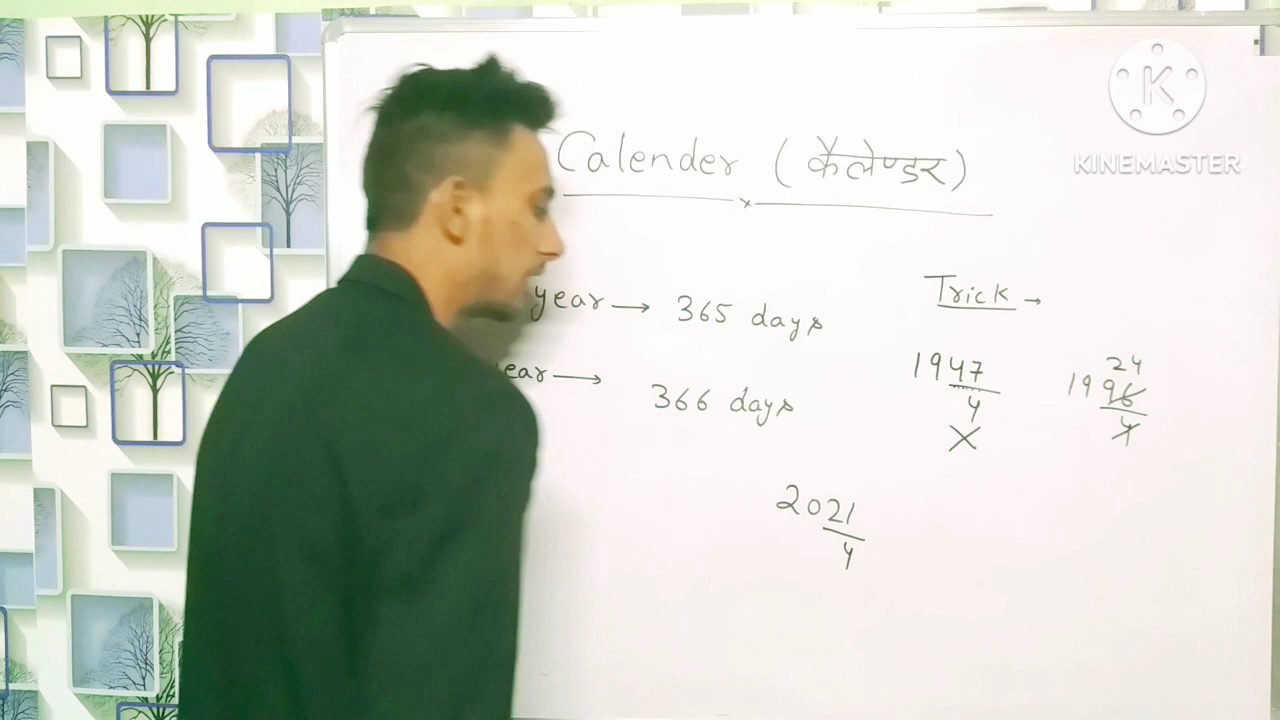 Calender (कैलेण्डर)
year → 365 days
ear → 366 days
Trick →
1947
4
X
24
1996
4
2021
4
K
KINEMASTER